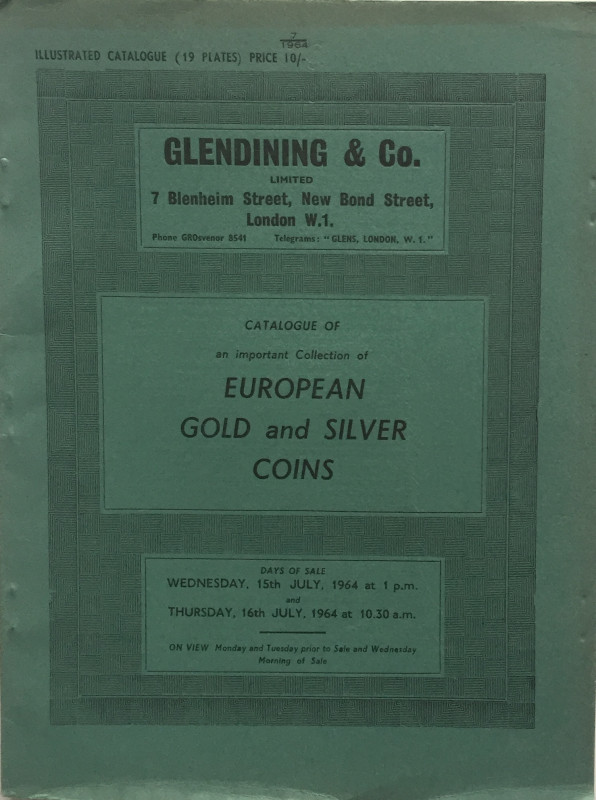 7
1964
ILLUSTRATED CATALOGUE (19 PLATES) PRICE 10/-
GLENDINING & Co.
LIMITED
7 Blenheim Street, New Bond Street,
London W.1.
Phone GROsvenor 8541 Telegrams: "GLENS, LONDON, W. 1."
CATALOGUE OF
an important Collection of
EUROPEAN
GOLD and SILVER
COINS
DAYS OF SALE
WEDNESDAY, 15th JULY, 1964 at 1 p.m.
and
THURSDAY, 16th JULY, 1964 at 10.30 a.m.
ON VIEW Monday and Tuesday prior to Sale and Wednesday
Morning of Sale